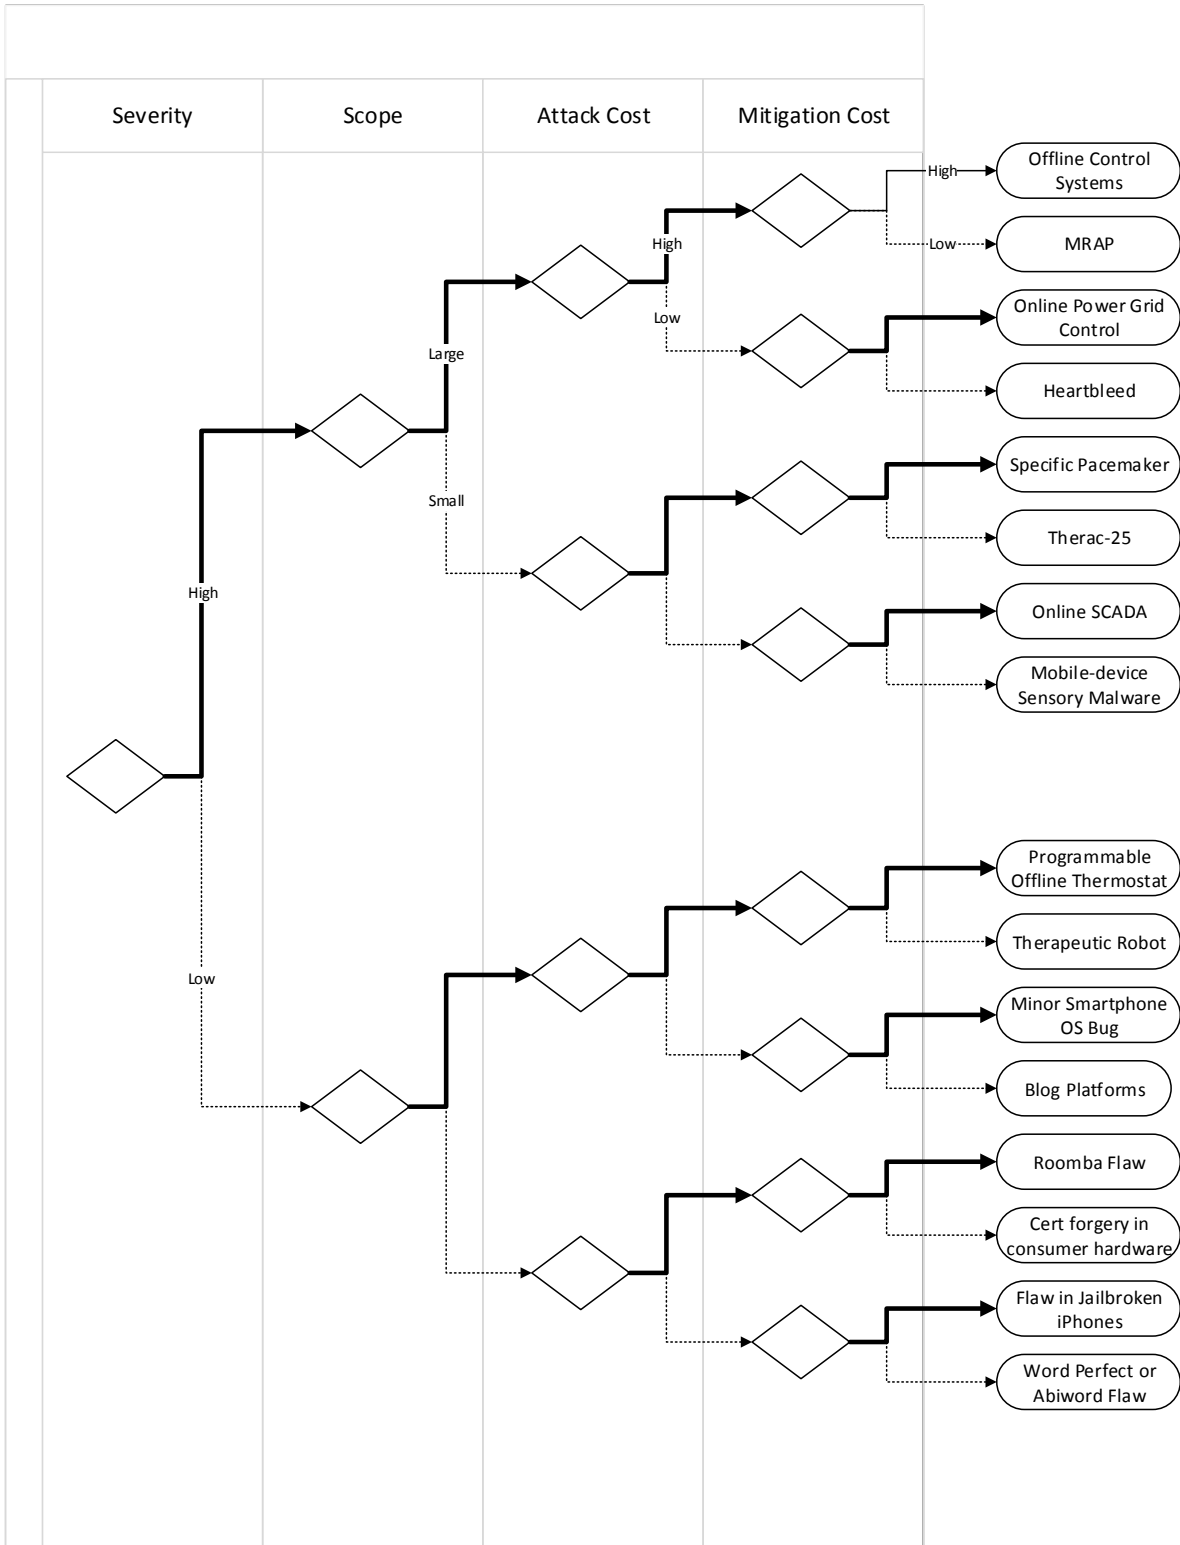 Severity
Scope
Attack Cost
Mitigation Cost
High
Offline Control
Systems
Low
MRAP
High
Low
Online Power Grid
Control
Heartbleed
Large
Small
Specific Pacemaker
Therac-25
Online SCADA
Mobile-device
Sensory Malware
High
Low
Programmable
Offline Thermostat
Therapeutic Robot
Minor Smartphone
OS Bug
Blog Platforms
Roomba Flaw
Cert forgery in
consumer hardware
Flaw in Jailbroken
iPhones
Word Perfect or
Abiword Flaw